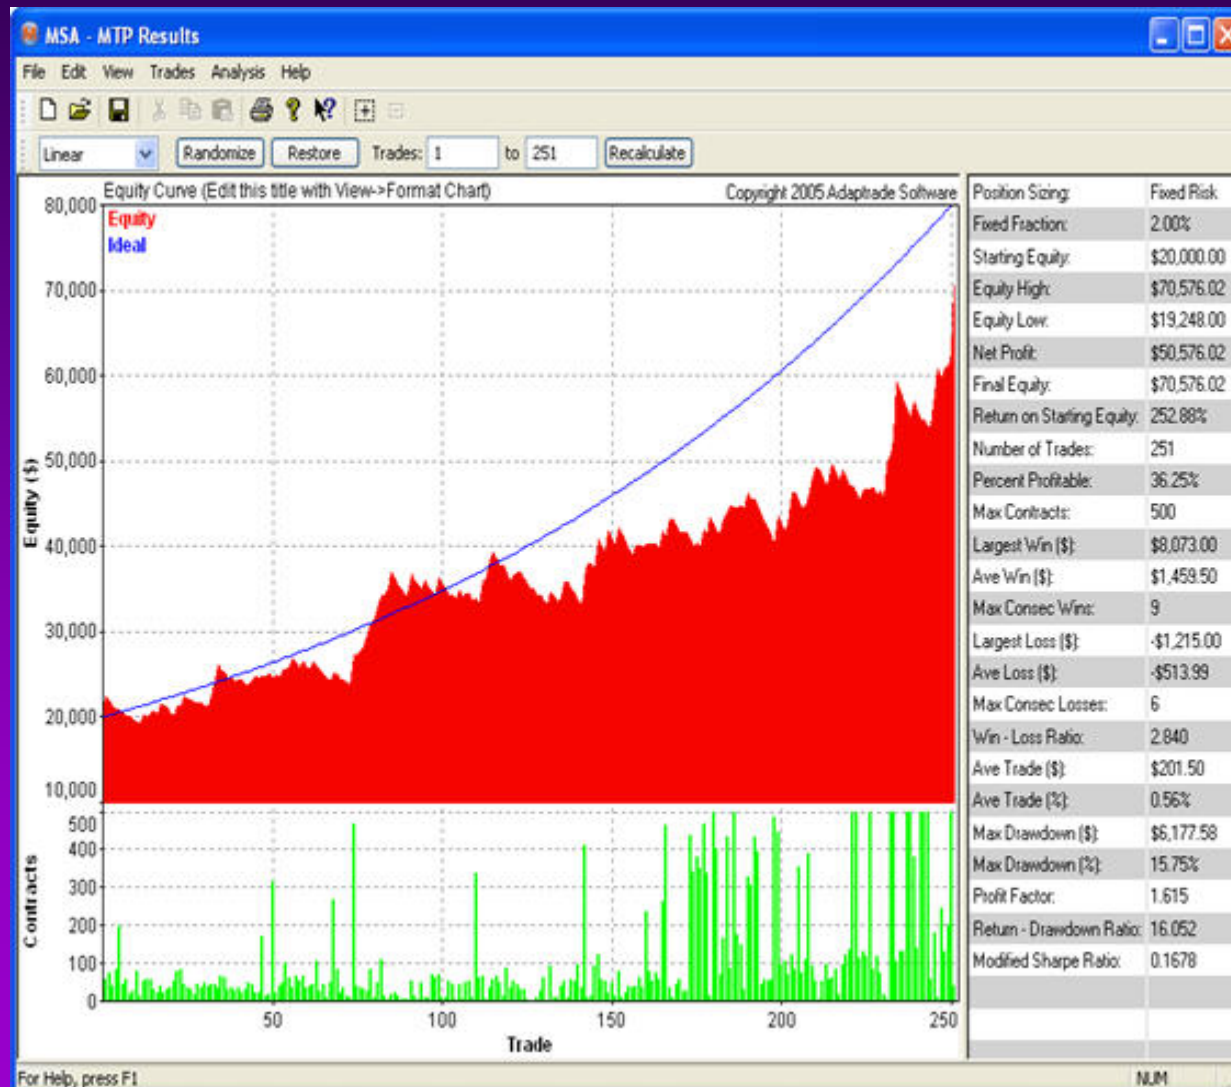 MSA - MTP Results
File Edit View Trades Analysis Help
Linear Randomize Restore Trades: 1 to 251 Recalculate
Equity Curve (Edit this title with View->Format Chart) Copyright 2005 Adaptrade Software
Equity
Ideal
80,000
70,000
60,000
50,000
40,000
30,000
20,000
10,000
Equity ($)
500
400
300
200
100
0
Contracts
50 100 150 200 250
Trade
Position Sizing: Fixed Risk
Fixed Fraction: 2.00%
Starting Equity: $20,000.00
Equity High: $70,576.02
Equity Low: $19,248.00
Net Profit: $50,576.02
Final Equity: $70,576.02
Return on Starting Equity: 252.88%
Number of Trades: 251
Percent Profitable: 36.25%
Max Contracts: 500
Largest Win ($): $8,073.00
Ave Win ($): $1,459.50
Max Consec Wins: 9
Largest Loss ($): -$1,215.00
Ave Loss ($): -$513.99
Max Consec Losses: 6
Win - Loss Ratio: 2.840
Ave Trade ($): $201.50
Ave Trade (%): 0.56%
Max Drawdown ($): $6,177.58
Max Drawdown (%): 15.75%
Profit Factor: 1.615
Return - Drawdown Ratio: 16.052
Modified Sharpe Ratio: 0.1678
For Help, press F1 NUM